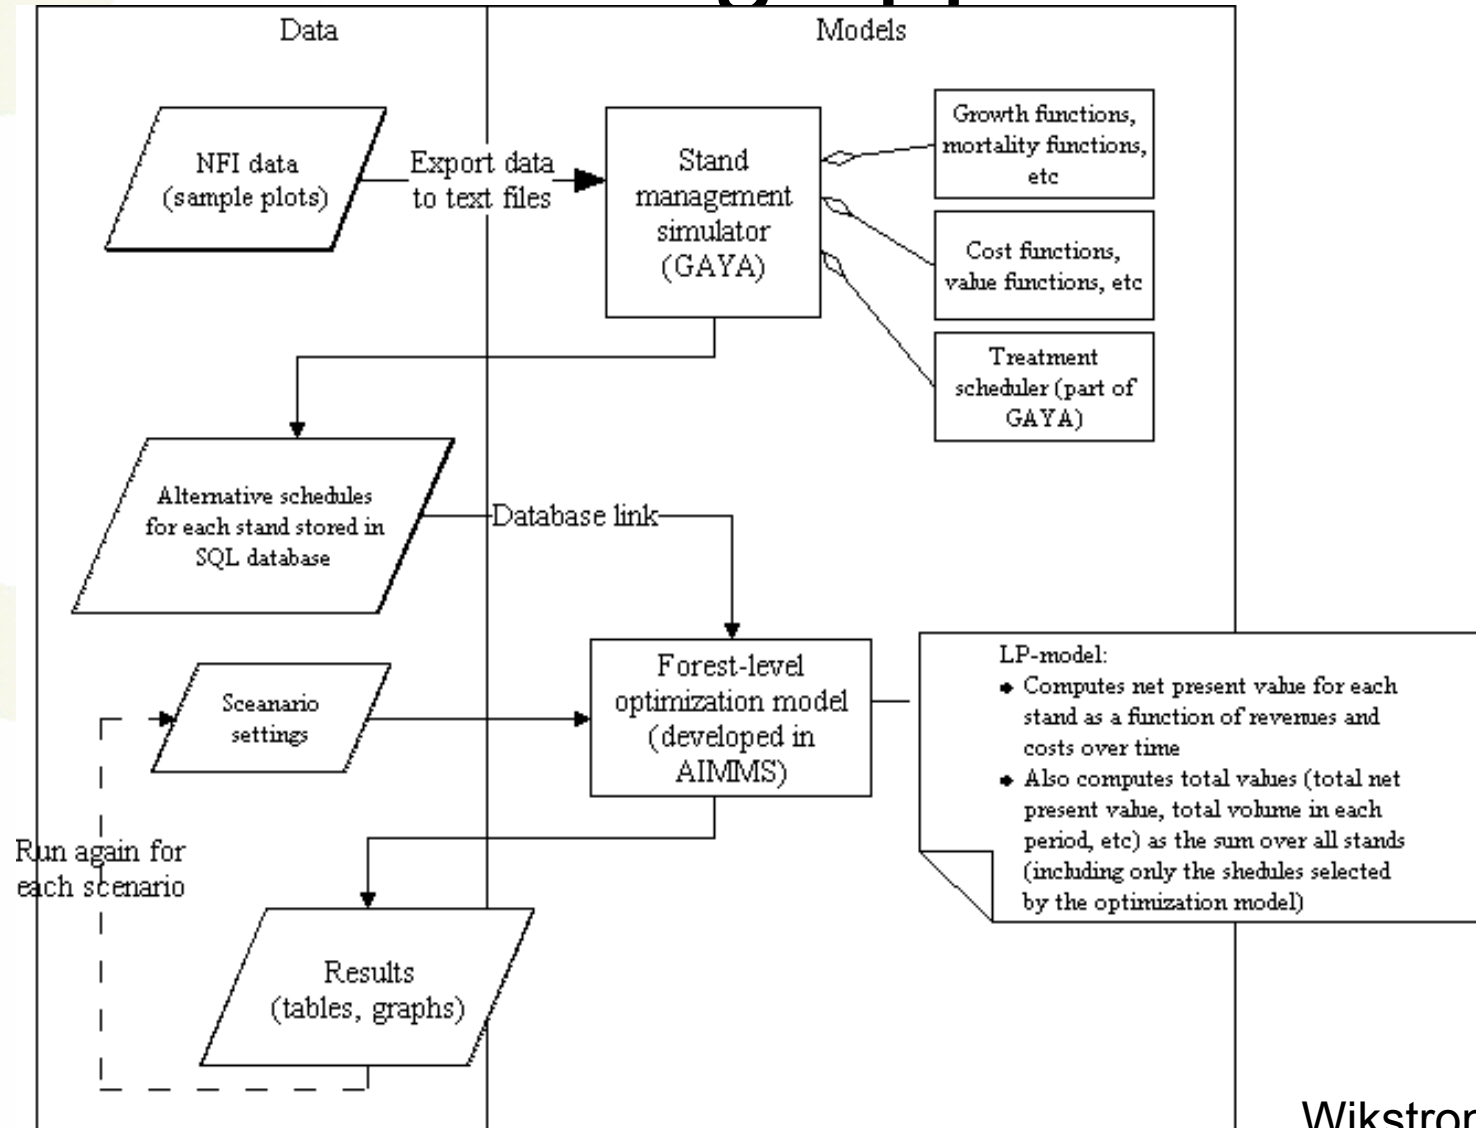 Data
Models
NFI data
(sample plots)
Export data
to text files
Stand
management
simulator
(GAYA)
Growth functions,
mortality functions,
etc
Cost functions,
value functions, etc
Treatment
scheduler (part of
GAYA)
Alternative schedules
for each stand stored in
SQL database
Database link
Sceanario
settings
Forest-level
optimization model
(developed in
AIMMS)
LP-model:
• Computes net present value for each
stand as a function of revenues and
costs over time
• Also computes total values (total net
present value, total volume in each
period, etc) as the sum over all stands
(including only the shedules selected
by the optimization model)
Run again for
each scenario
Results
(tables, graphs)